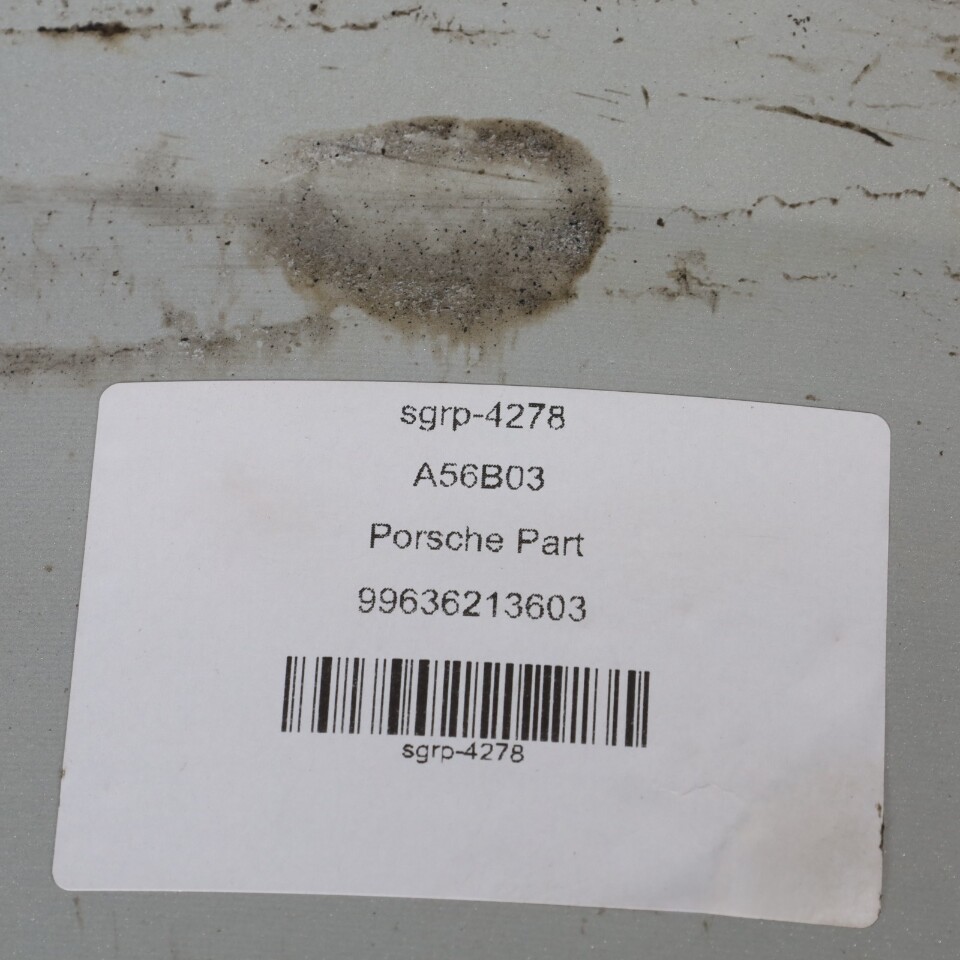 sgrp-4278
A56B03
Porsche Part
99636213603
sgrp-4278